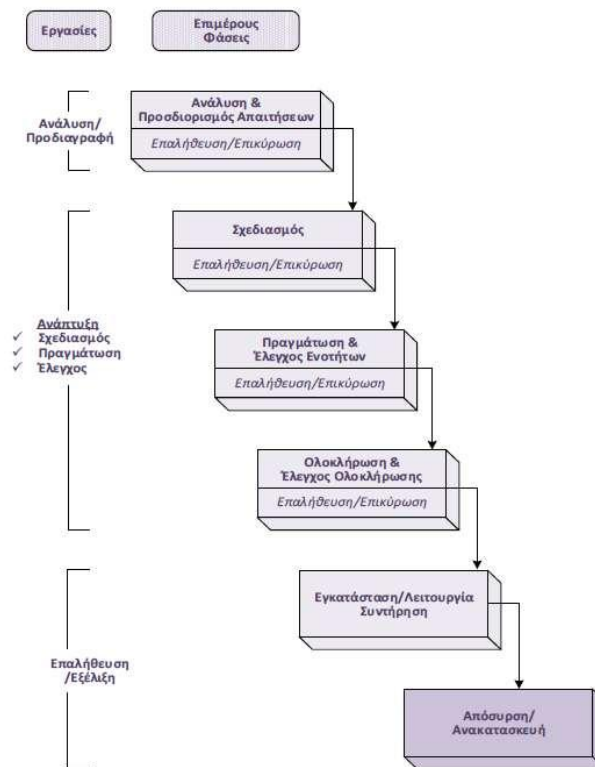 Εργασίες
Επιμέρους
Φάσεις
Ανάλυση/
Προδιαγραφή
Ανάλυση &
Προσδιορισμός Απαιτήσεων
Επαλήθευση/Επικύρωση
Σχεδιασμός
Επαλήθευση/Επικύρωση
Ανάπτυξη
✓ Σχεδιασμός
✓ Πραγμάτωση
✓ Έλεγχος
Πραγμάτωση &
Έλεγχος Ενοτήτων
Επαλήθευση/Επικύρωση
Ολοκλήρωση &
Έλεγχος Ολοκλήρωσης
Επαλήθευση/Επικύρωση
Εγκατάσταση/Λειτουργία
Συντήρηση
Επαλήθευση
/Εξέλιξη
Απόσυρση/
Ανακατασκευή